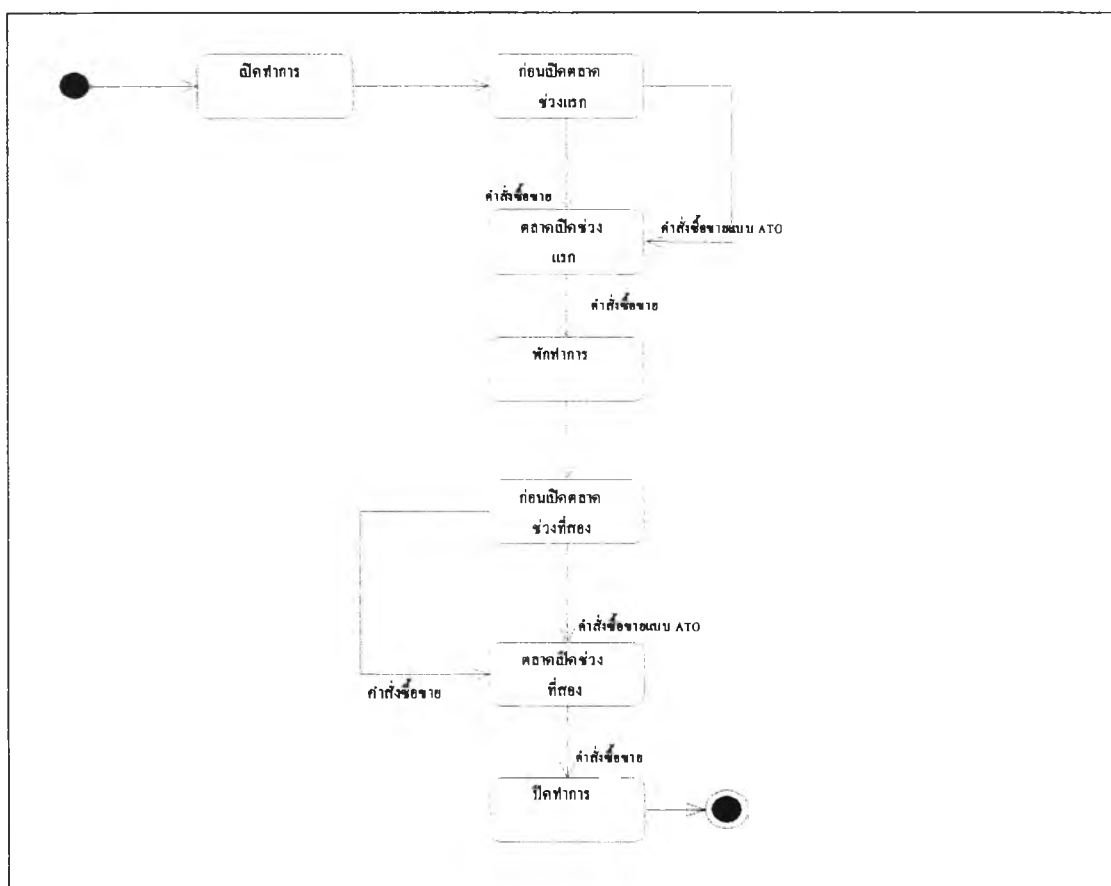 เปิดทำการ
ก่อนเปิดตลาด
ช่วงแรก
คำสั่งซื้อขาย
ตลาดเปิดช่วง
แรก
คำสั่งซื้อขายแบบ ATO
คำสั่งซื้อขาย
พักทำการ
ก่อนเปิดตลาด
ช่วงที่สอง
คำสั่งซื้อขายแบบ ATO
ตลาดเปิดช่วง
ที่สอง
คำสั่งซื้อขาย
คำสั่งซื้อขาย
ปิดทำการ